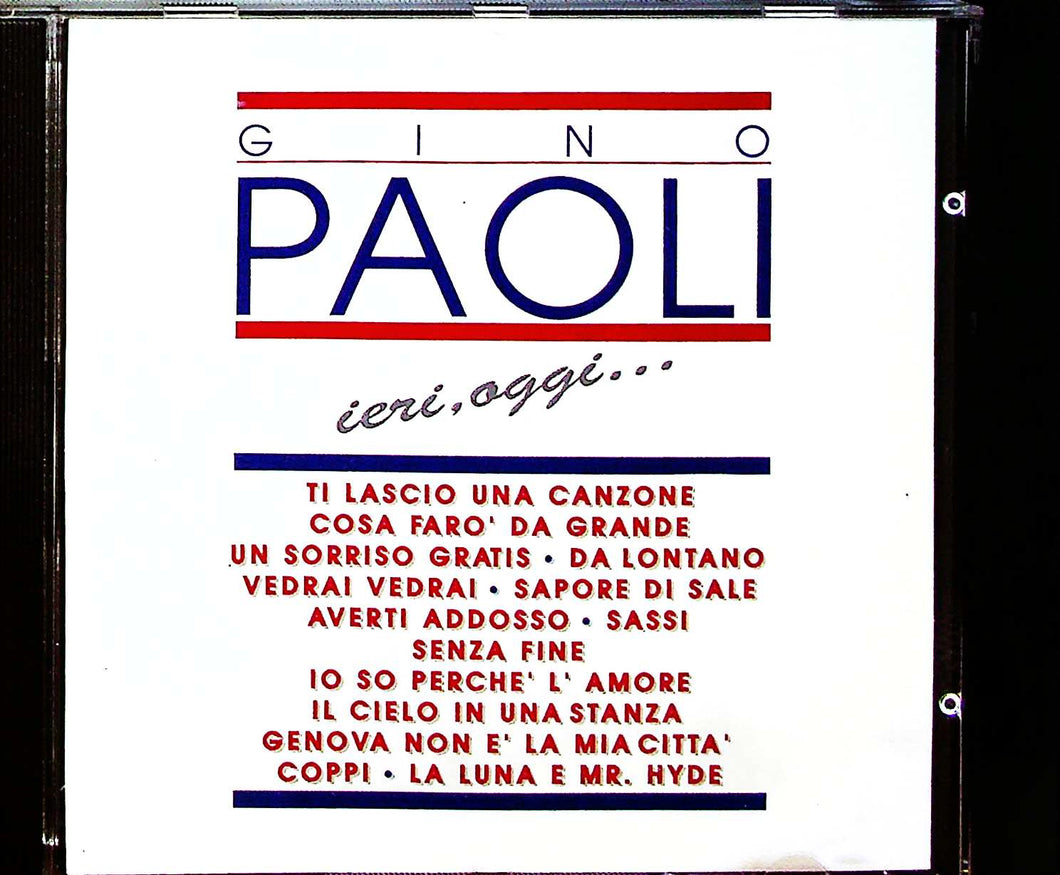 GINO
PAOLI
ieri, oggi...
TI LASCIO UNA CANZONE
COSA FARO' DA GRANDE
UN SORRISO GRATIS • DA LONTANO
VEDRAI VEDRAI • SAPORE DI SALE
AVERTI ADDOSSO • SASSI
SENZA FINE
IO SO PERCHE' L' AMORE
IL CIELO IN UNA STANZA
GENOVA NON E' LA MIA CITTA'
COPPI • LA LUNA E MR. HYDE